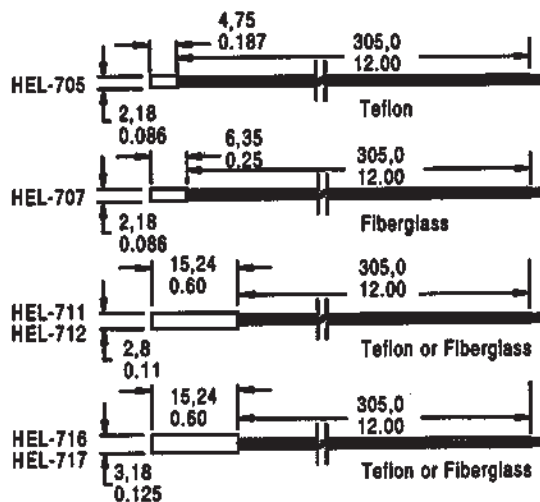 4,75
0.187
305,0
12.00
HEL-705
2,18
0.086
Teflon
6,35
0.25
305,0
12.00
HEL-707
2,18
0.086
Fiberglass
15,24
0.60
305,0
12.00
HEL-711
HEL-712
2,8
0.11
Teflon or Fiberglass
15,24
0.60
305,0
12.00
HEL-716
HEL-717
3,18
0.125
Teflon or Fiberglass